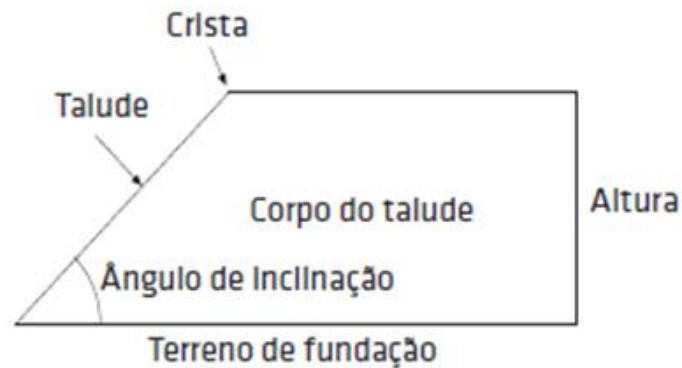 Crista
Talude
Corpo do talude
Altura
Ângulo de inclinação
Terreno de fundação